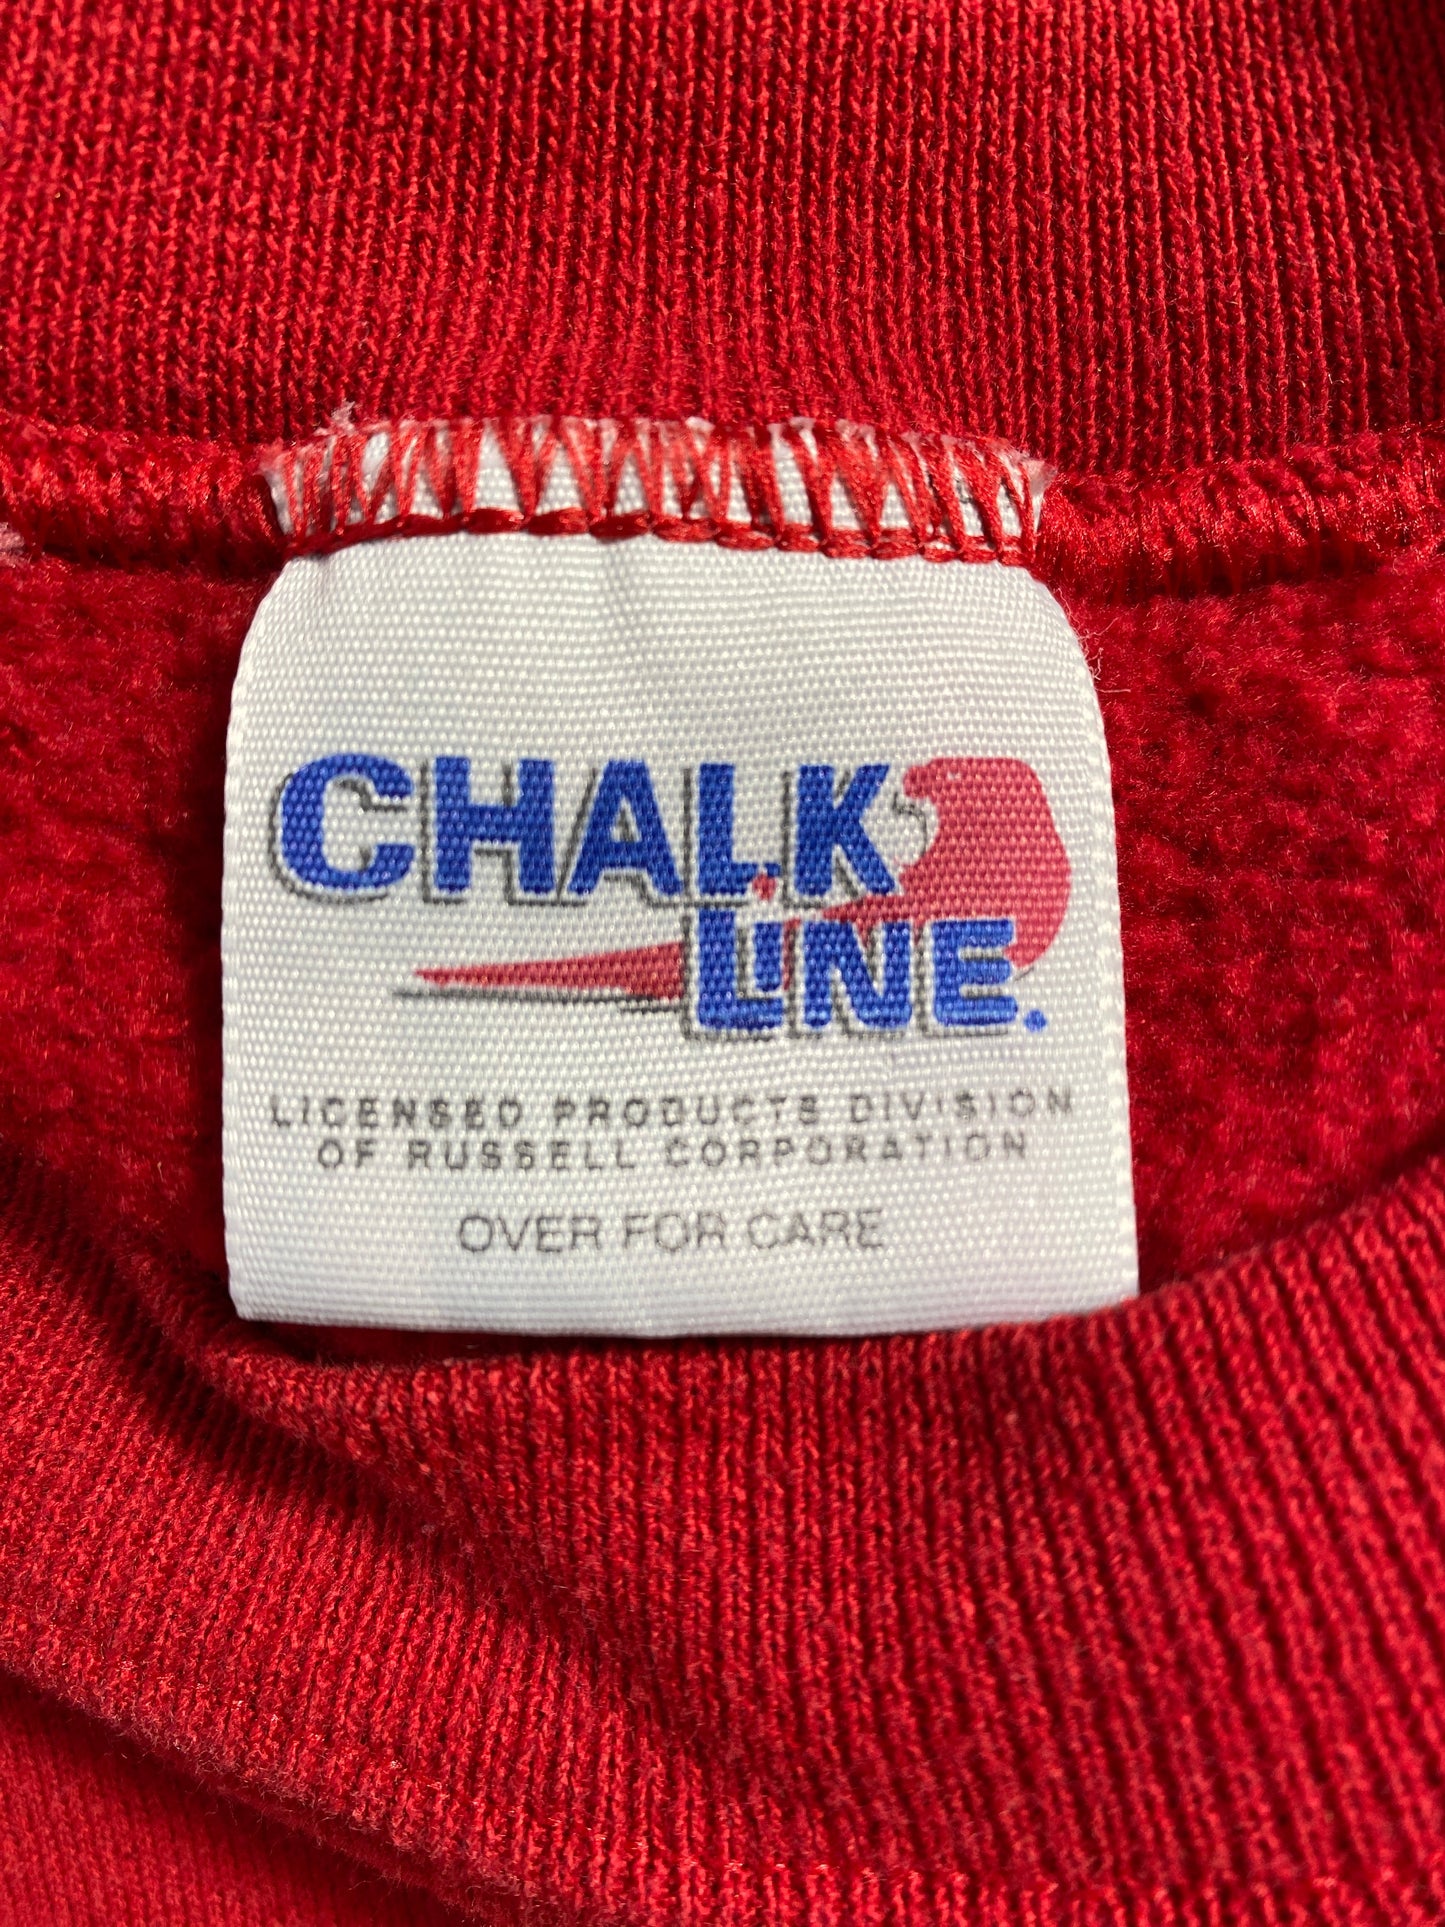 CHALK
LINE.
LICENSED PRODUCTS DIVISION
OF RUSSELL CORPORATION
OVER FOR CARE